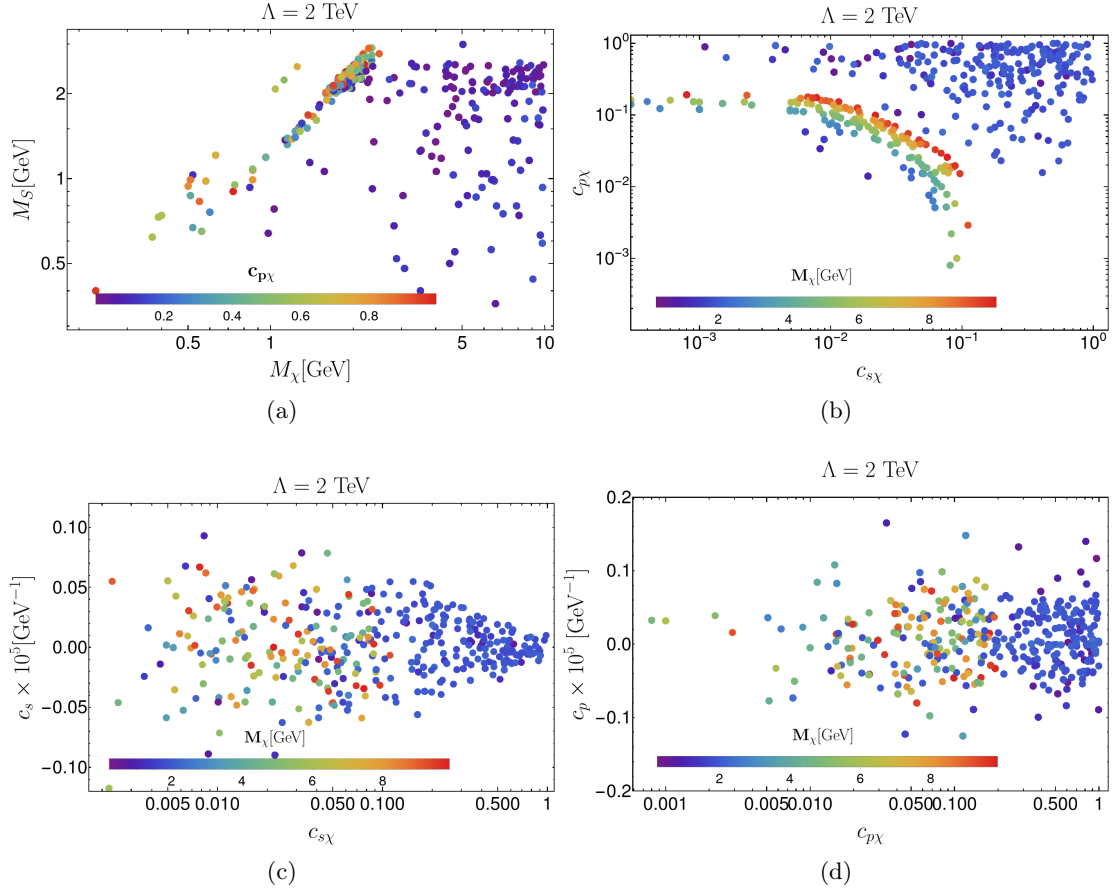 Λ = 2 TeV
M_S[GeV]
2
1
0.5
c_pχ
0.2 0.4 0.6 0.8
0.5 1 5 10
M_χ[GeV]
(a)
Λ = 2 TeV
c_pχ
10^0
10^−1
10^−2
10^−3
M_χ[GeV]
2 4 6 8
10^−3 10^−2 10^−1 10^0
c_sχ
(b)
Λ = 2 TeV
c_s × 10^5 [GeV^−1]
0.10
0.05
0.00
−0.05
−0.10
M_χ[GeV]
2 4 6 8
0.005 0.010 0.050 0.100 0.500 1
c_sχ
(c)
Λ = 2 TeV
c_p × 10^5 [GeV^−1]
0.2
0.1
0.0
−0.1
−0.2
M_χ[GeV]
2 4 6 8
0.001 0.005 0.010 0.050 0.100 0.500 1
c_pχ
(d)